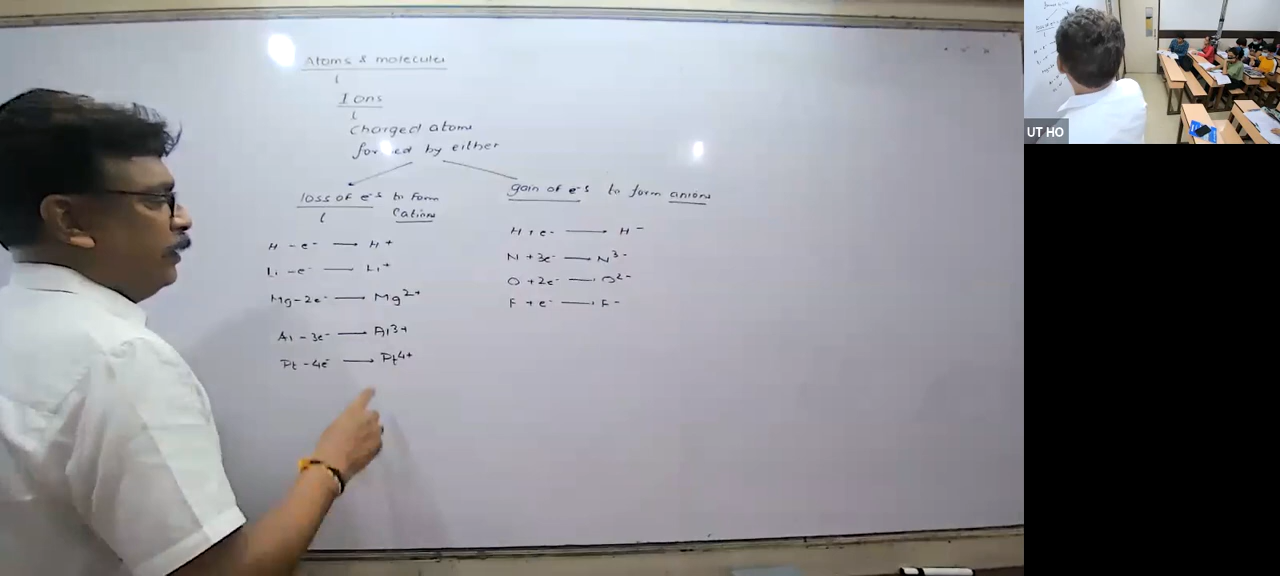 Atoms & molecules
Ions
charged atoms
formed by either
loss of e-s to form
Cations
H - e- → H+
Li - e- → Li+
Mg - 2e- → Mg2+
Al - 3e- → Al3+
Pt - 4e- → Pt4+
gain of e-s to form anions
H + e- → H-
N + 3e- → N3-
O + 2e- → O2-
F + e- → F-
UT HO